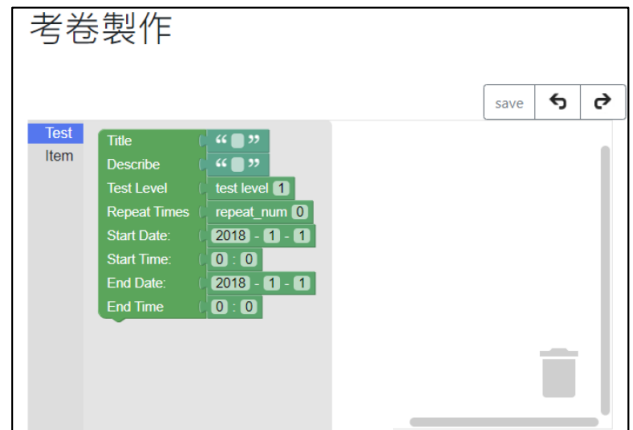 考卷製作
save
Test
Item
Title “ ”
Describe “ ”
Test Level test level 1
Repeat Times repeat_num 0
Start Date: 2018 - 1 - 1
Start Time: 0 : 0
End Date: 2018 - 1 - 1
End Time 0 : 0